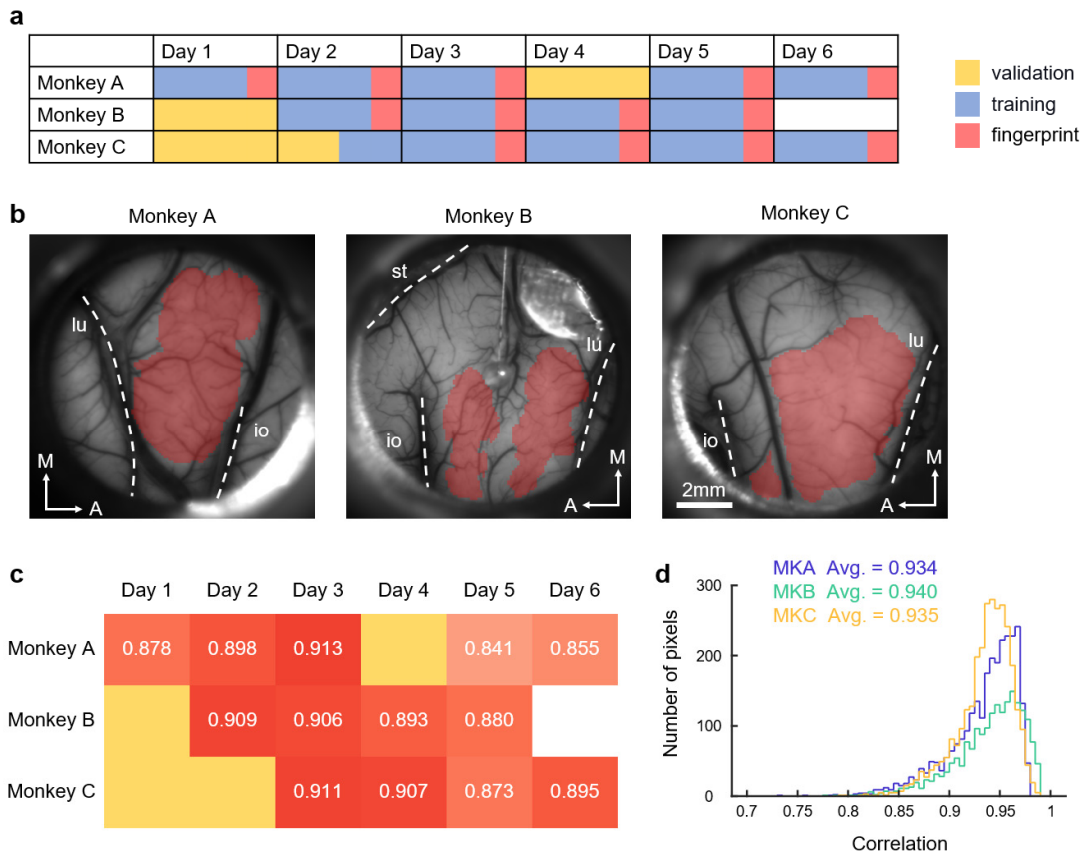 a
Day 1 Day 2 Day 3 Day 4 Day 5 Day 6
Monkey A
Monkey B
Monkey C
validation
training
fingerprint
b
Monkey A Monkey B Monkey C
lu
io
M
A
st
lu
io
M
A
lu
io
2mm
M
A
c
Day 1 Day 2 Day 3 Day 4 Day 5 Day 6
Monkey A 0.878 0.898 0.913 0.841 0.855
Monkey B 0.909 0.906 0.893 0.880
Monkey C 0.911 0.907 0.873 0.895
d
MKA Avg. = 0.934
MKB Avg. = 0.940
MKC Avg. = 0.935
Number of pixels
300
200
100
0
0.7 0.75 0.8 0.85 0.9 0.95 1
Correlation